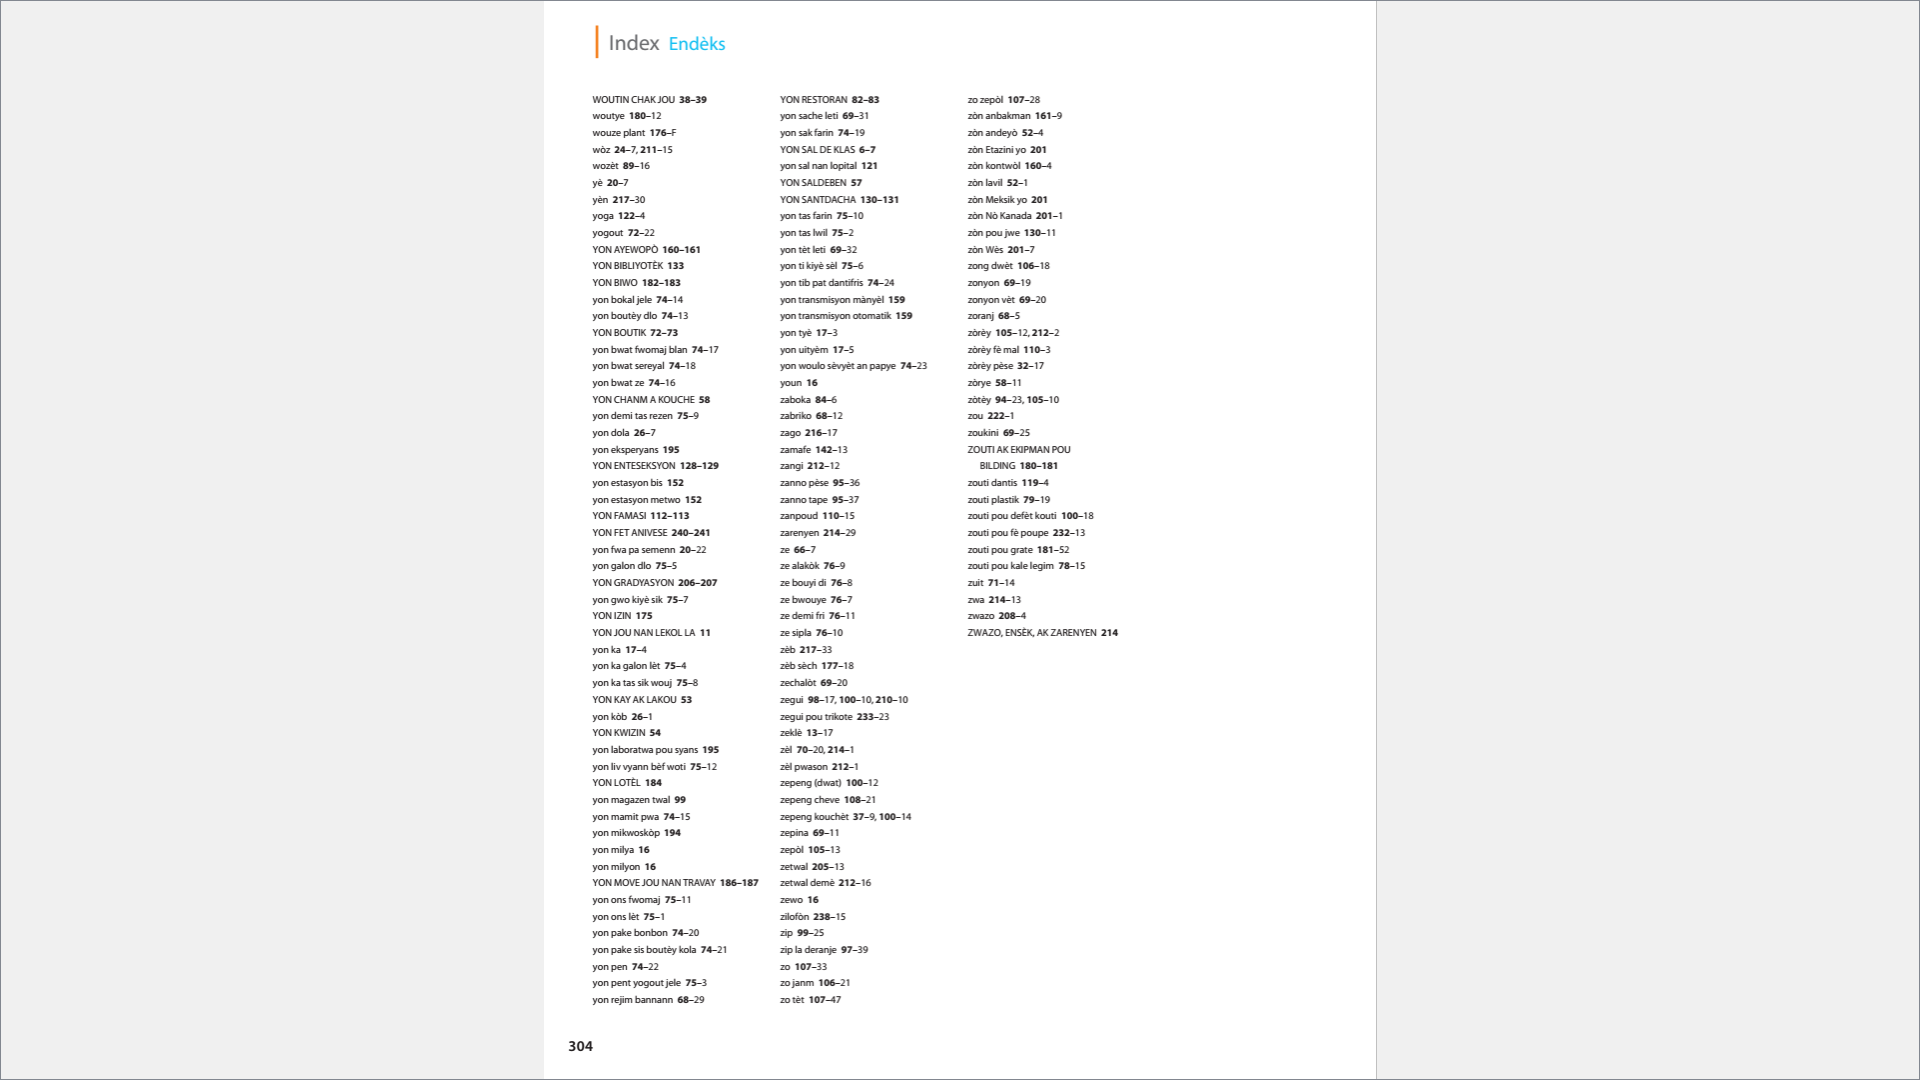 Index Endèks
WOUTIN CHAK JOU 38–39
woutye 180–12
wouze plant 176–F
wòz 24–7, 211–15
wozèt 89–16
yè 20–7
yèn 217–30
yoga 122–4
yogout 72–22
YON AYEWOPÒ 160–161
YON BIBLIYOTÈK 133
YON BIWO 182–183
yon bokal jele 74–14
yon boutèy dlo 74–13
YON BOUTIK 72–73
yon bwat fwomaj blan 74–17
yon bwat sereyal 74–18
yon bwat ze 74–16
YON CHANM A KOUCHE 58
yon demi tas rezen 75–9
yon dola 26–7
yon eksperyans 195
YON ENTESEKSYON 128–129
yon estasyon bis 152
yon estasyon metwo 152
YON FAMASI 112–113
YON FET ANIVESE 240–241
yon fwa pa semenn 20–22
yon galon dlo 75–5
YON GRADYASYON 206–207
yon gwo kiyè sik 75–7
YON IZIN 175
YON JOU NAN LEKOL LA 11
yon ka 17–4
yon ka galon lèt 75–4
yon ka tas sik wouj 75–8
YON KAY AK LAKOU 53
yon kòb 26–1
YON KWIZIN 54
yon laboratwa pou syans 195
yon liv vyann bèf woti 75–12
YON LOTÈL 184
yon magazen twal 99
yon mamit pwa 74–15
yon mikwoskòp 194
yon milya 16
yon milyon 16
YON MOVE JOU NAN TRAVAY 186–187
yon ons fwomaj 75–11
yon ons lèt 75–1
yon pake bonbon 74–20
yon pake sis boutèy kola 74–21
yon pen 74–22
yon pent yogout jele 75–3
yon rejim bannann 68–29
YON RESTORAN 82–83
yon sache leti 69–31
yon sak farin 74–19
YON SAL DE KLAS 6–7
yon sal nan lopital 121
YON SALDEBEN 57
YON SANTDACHA 130–131
yon tas farin 75–10
yon tas lwil 75–2
yon tèt leti 69–32
yon ti kiyè sèl 75–6
yon tib pat dantifris 74–24
yon transmisyon mànyèl 159
yon transmisyon otomatik 159
yon tyè 17–3
yon uityèm 17–5
yon woulo sèvyèt an papye 74–23
youn 16
zaboka 84–6
zabriko 68–12
zago 216–17
zamafe 142–13
zangi 212–12
zanno pèse 95–36
zanno tape 95–37
zanpoud 110–15
zarenyen 214–29
ze 66–7
ze alakòk 76–9
ze bouyi di 76–8
ze bwouye 76–7
ze demi fri 76–11
ze sipla 76–10
zèb 217–33
zèb sèch 177–18
zechalòt 69–20
zegui 98–17, 100–10, 210–10
zegui pou trikote 233–23
zeklè 13–17
zèl 70–20, 214–1
zèl pwason 212–1
zepeng (dwat) 100–12
zepeng cheve 108–21
zepeng kouchèt 37–9, 100–14
zepina 69–11
zepòl 105–13
zetwal 205–13
zetwal demè 212–16
zewo 16
zilofòn 238–15
zip 99–25
zip la deranje 97–39
zo 107–33
zo janm 106–21
zo tèt 107–47
zo zepòl 107–28
zòn anbakman 161–9
zòn andeyò 52–4
zòn Etazini yo 201
zòn kontwòl 160–4
zòn lavil 52–1
zòn Meksik yo 201
zòn Nò Kanada 201–1
zòn pou jwe 130–11
zòn Wès 201–7
zong dwèt 106–18
zonyon 69–19
zonyon vèt 69–20
zoranj 68–5
zòrèy 105–12, 212–2
zòrèy fè mal 110–3
zòrèy pèse 32–17
zòrye 58–11
zòtèy 94–23, 105–10
zou 222–1
zoukini 69–25
ZOUTI AK EKIPMAN POU
BILDING 180–181
zouti dantis 119–4
zouti plastik 79–19
zouti pou defèt kouti 100–18
zouti pou fè poupe 232–13
zouti pou grate 181–52
zouti pou kale legim 78–15
zuit 71–14
zwa 214–13
zwazo 208–4
ZWAZO, ENSÈK, AK ZARENYEN 214
304